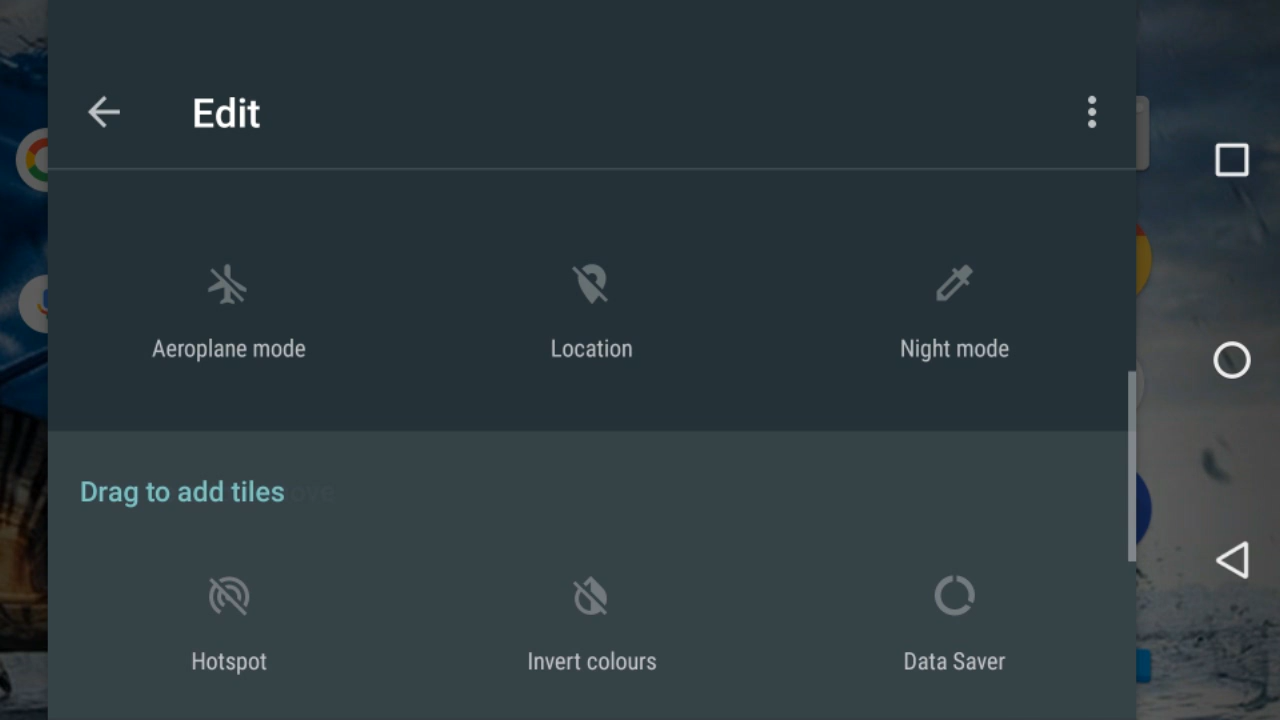 Edit
Aeroplane mode
Location
Night mode
Drag to add tiles
Hotspot
Invert colours
Data Saver